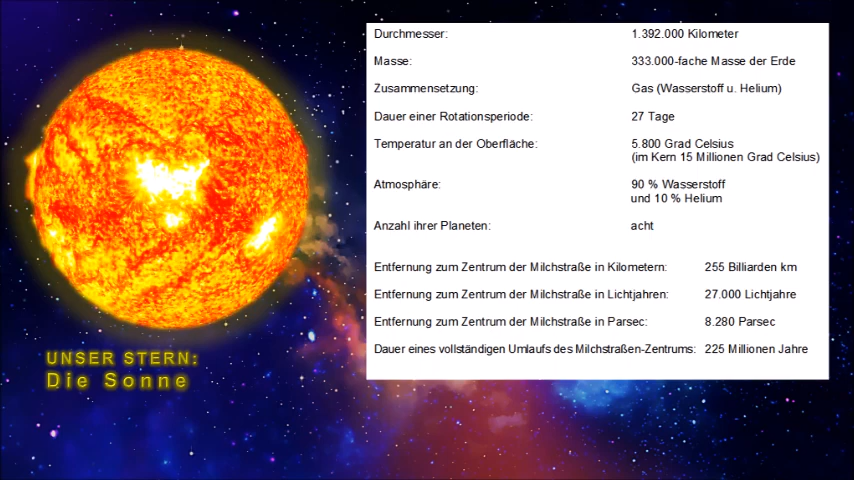 Durchmesser: 1.392.000 Kilometer
Masse: 333.000-fache Masse der Erde
Zusammensetzung: Gas (Wasserstoff u. Helium)
Dauer einer Rotationsperiode: 27 Tage
Temperatur an der Oberfläche: 5.800 Grad Celsius
(im Kern 15 Millionen Grad Celsius)
Atmosphäre: 90 % Wasserstoff
und 10 % Helium
Anzahl ihrer Planeten: acht
Entfernung zum Zentrum der Milchstraße in Kilometern: 255 Billiarden km
Entfernung zum Zentrum der Milchstraße in Lichtjahren: 27.000 Lichtjahre
Entfernung zum Zentrum der Milchstraße in Parsec: 8.280 Parsec
Dauer eines vollständigen Umlaufs des Milchstraßen-Zentrums: 225 Millionen Jahre
UNSER STERN:
Die Sonne